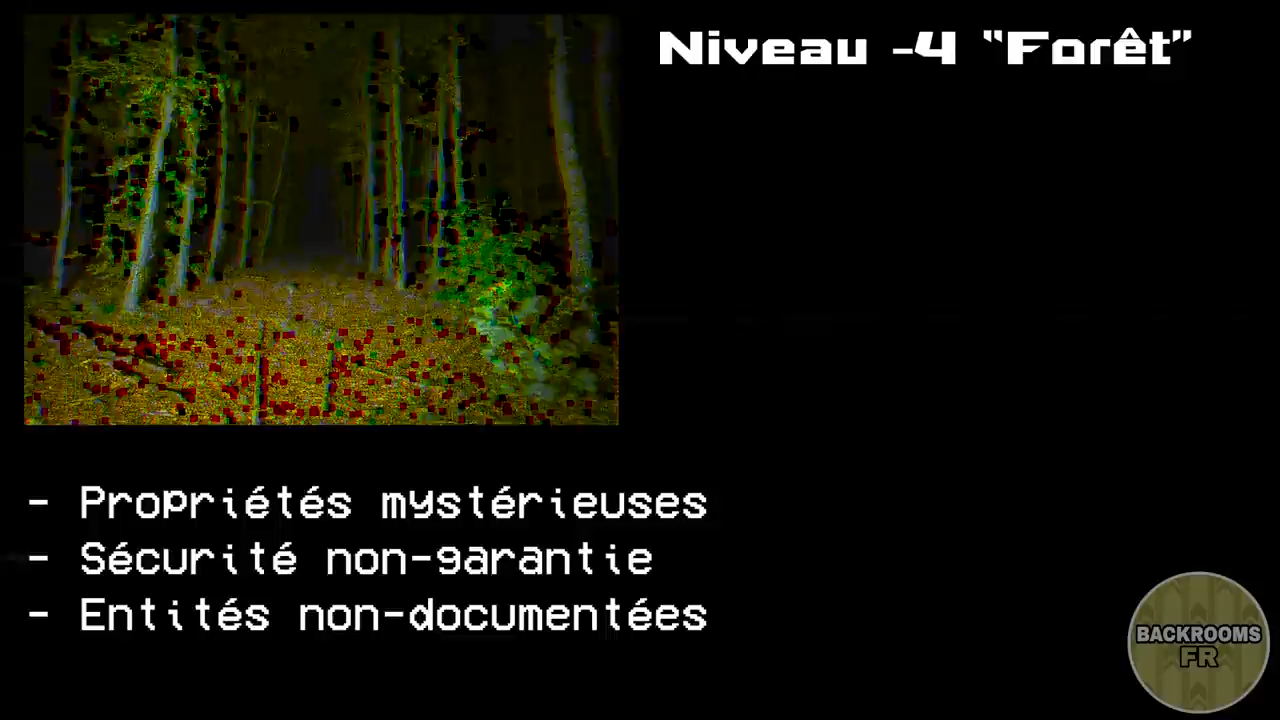 Niveau -4 "Forêt"
- Propriétés mystérieuses
- Sécurité non-garantie
- Entités non-documentées
BACKROOMS
FR